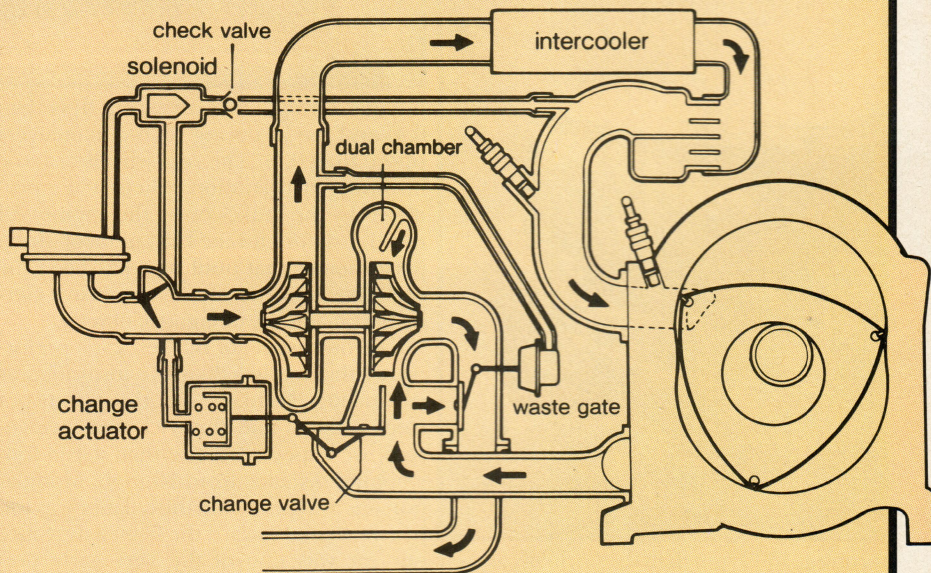 check valve
solenoid
intercooler
dual chamber
change
actuator
waste gate
change valve